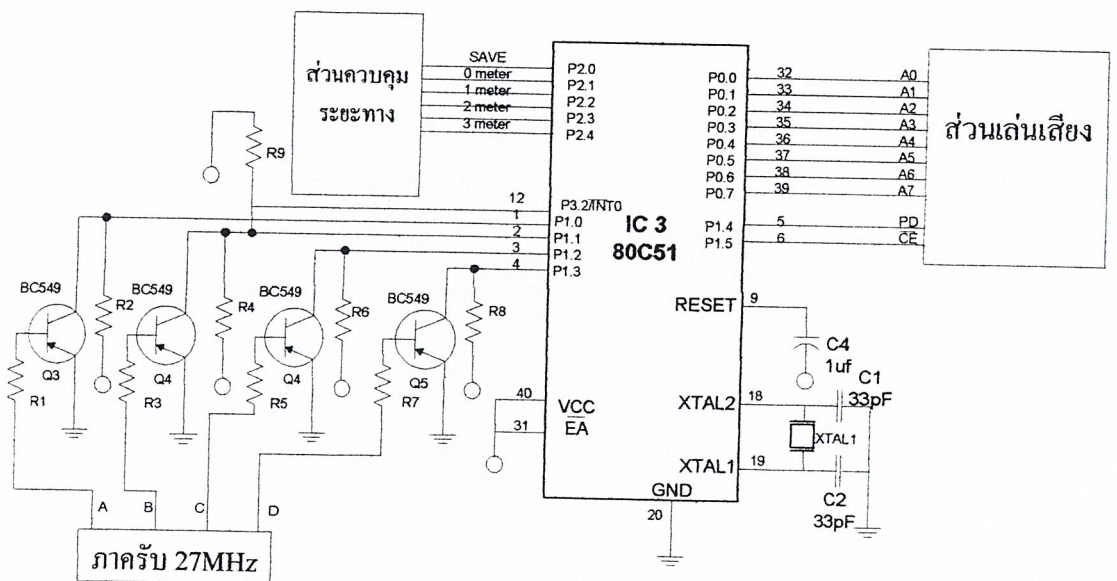 ส่วนควบคุม
ระยะทาง
SAVE
0 meter
1 meter
2 meter
3 meter
P2.0
P2.1
P2.2
P2.3
P2.4
P0.0
P0.1
P0.2
P0.3
P0.4
P0.5
P0.6
P0.7
32
33
34
35
36
37
38
39
A0
A1
A2
A3
A4
A5
A6
A7
ส่วนเล่นเสียง
R9
12
1
2
3
4
P3.2/INT0
P1.0
P1.1
P1.2
P1.3
IC 3
80C51
P1.4
P1.5
5
6
PD
CE
BC549
BC549
BC549
BC549
R2
R4
R6
R8
Q3
Q4
Q4
Q5
R1
R3
R5
R7
RESET
9
C4
1uf
C1
33pF
40
31
VCC
EA
XTAL2
18
XTAL1
XTAL1
19
C2
33pF
GND
20
A
B
C
D
ภาครับ 27MHz